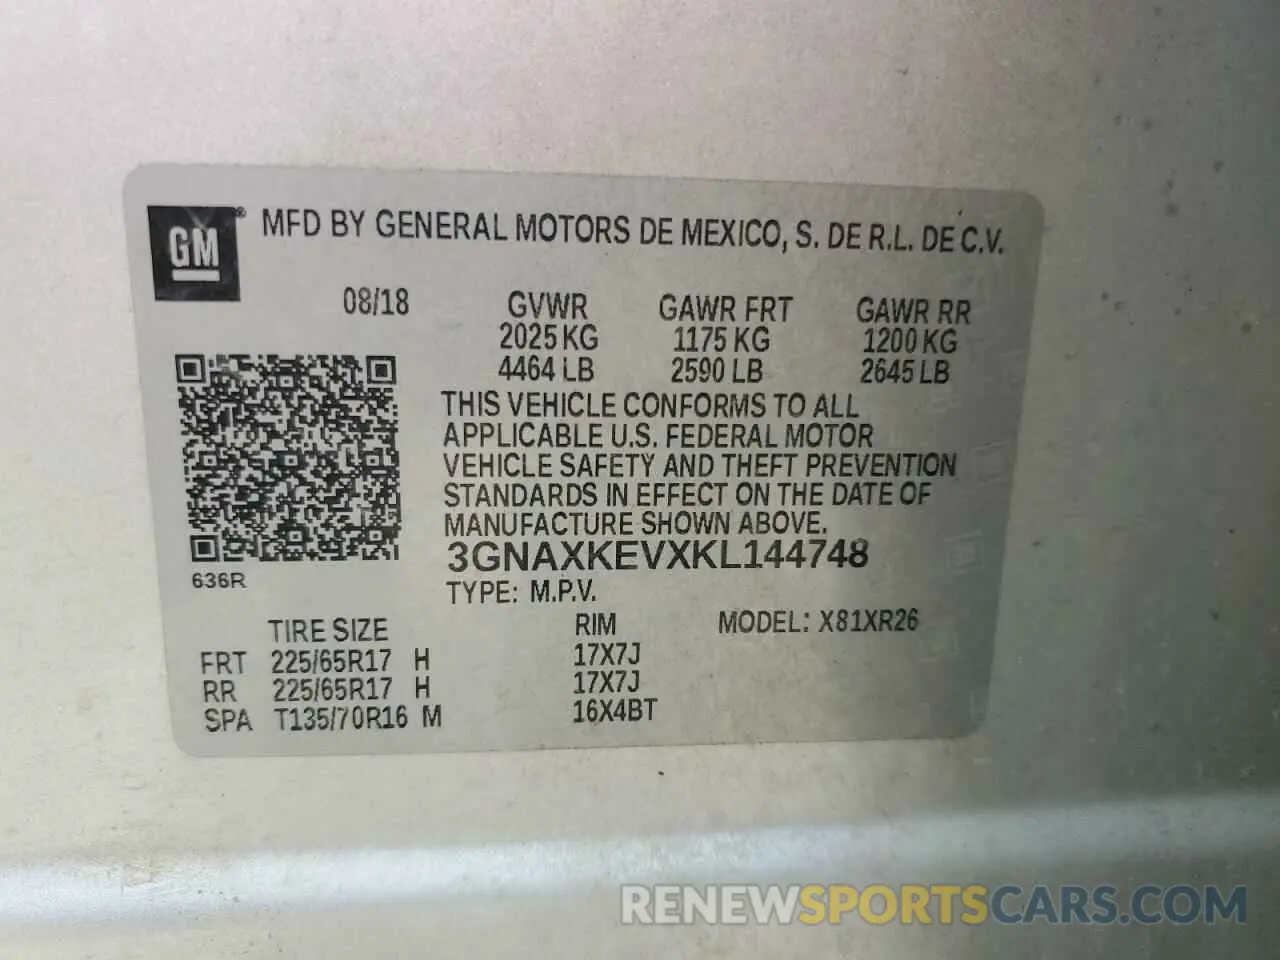 GM ® MFD BY GENERAL MOTORS DE MEXICO, S. DE R.L. DE C.V.
08/18 GVWR GAWR FRT GAWR RR
2025 KG 1175 KG 1200 KG
4464 LB 2590 LB 2645 LB
THIS VEHICLE CONFORMS TO ALL
APPLICABLE U.S. FEDERAL MOTOR
VEHICLE SAFETY AND THEFT PREVENTION
STANDARDS IN EFFECT ON THE DATE OF
MANUFACTURE SHOWN ABOVE.
3GNAXKEVXKL144748
636R
TYPE: M.P.V.
TIRE SIZE RIM MODEL: X81XR26
FRT 225/65R17 H 17X7J
RR 225/65R17 H 17X7J
SPA T135/70R16 M 16X4BT
RENEWSPORTSCARS.COM